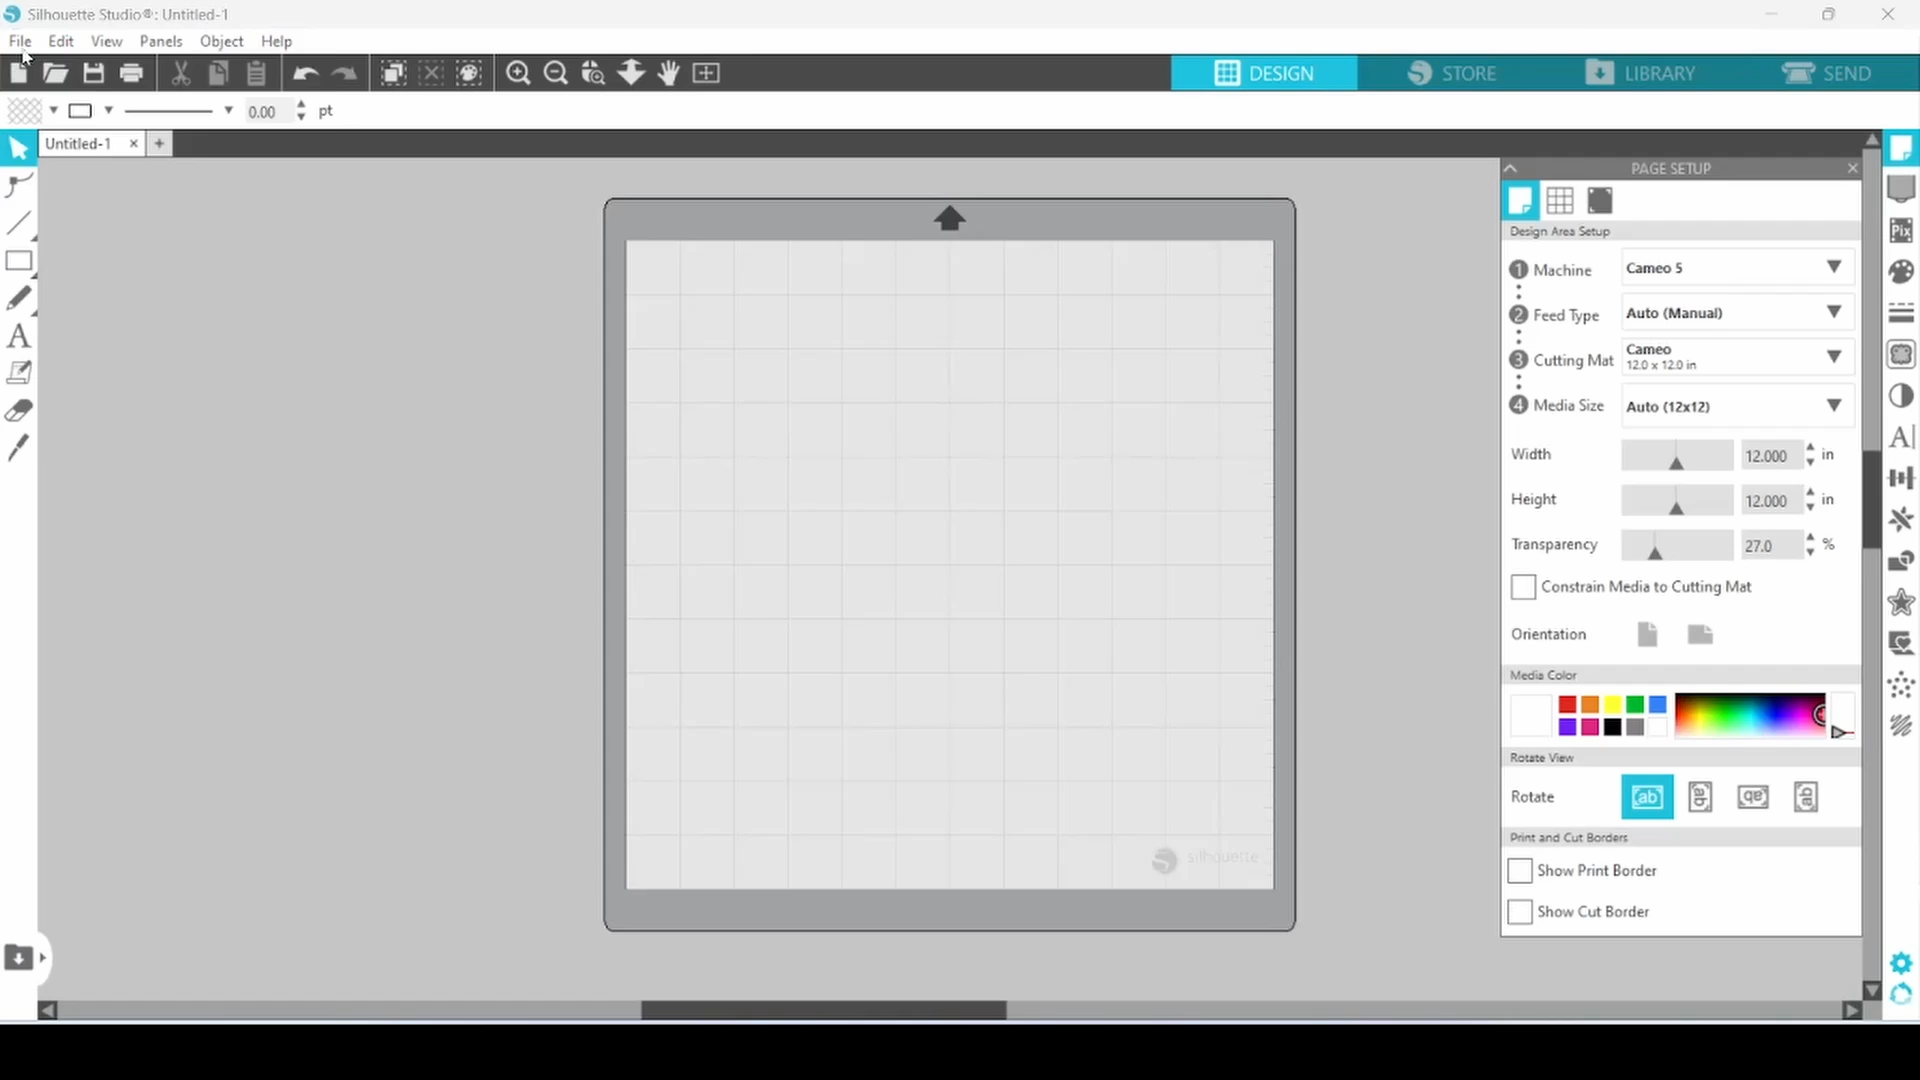 Silhouette Studio®: Untitled-1
File Edit View Panels Object Help
DESIGN STORE LIBRARY SEND
0.00 pt
Untitled-1
PAGE SETUP
Design Area Setup
1 Machine Cameo 5
2 Feed Type Auto (Manual)
3 Cutting Mat Cameo
12.0 x 12.0 in
4 Media Size Auto (12x12)
Width 12.000 in
Height 12.000 in
Transparency 27.0 %
Constrain Media to Cutting Mat
Orientation
Media Color
Rotate View
Rotate ab ab ab ab
Print and Cut Borders
Show Print Border
Show Cut Border
silhouette
Pix
A
A